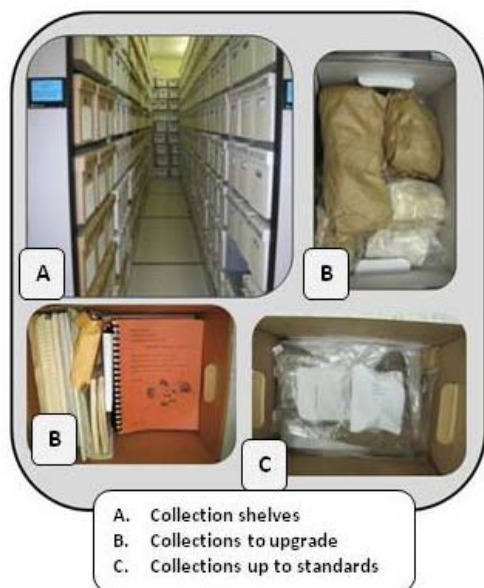 A
B
B
C
A. Collection shelves
B. Collections to upgrade
C. Collections up to standards